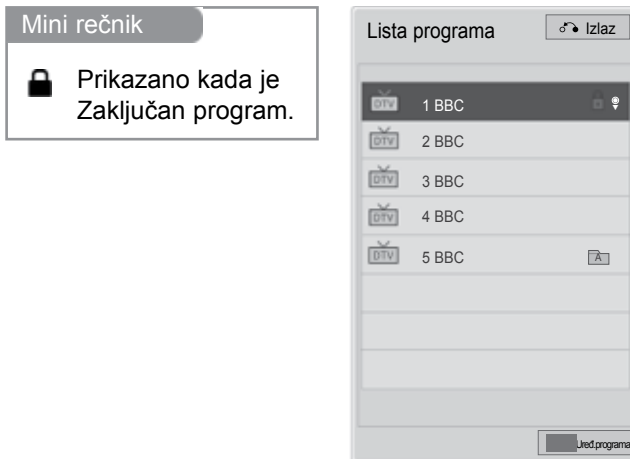 Mini rečnik
Prikazano kada je
Zaključan program.
Lista programa
Izlaz
DTV 1 BBC
DTV 2 BBC
DTV 3 BBC
DTV 4 BBC
DTV 5 BBC A
Uređ.programa